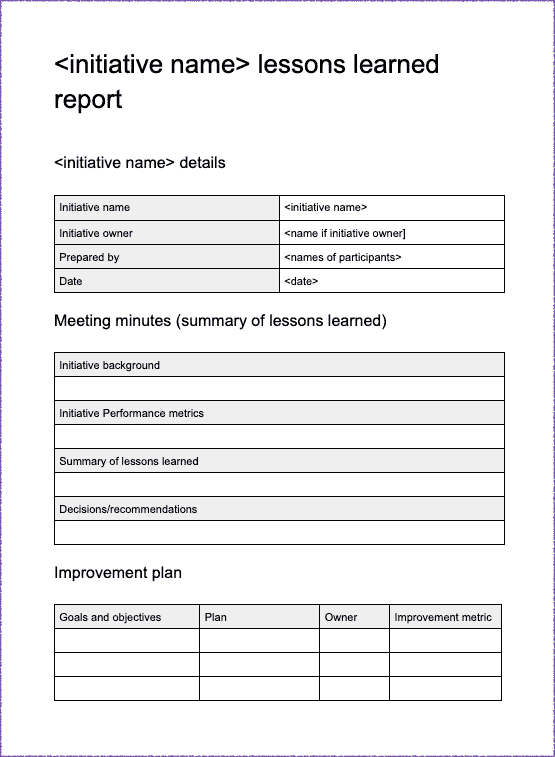 <initiative name> lessons learned
report
<initiative name> details
Initiative name <initiative name>
Initiative owner <name if initiative owner]
Prepared by <names of participants>
Date <date>
Meeting minutes (summary of lessons learned)
Initiative background
Initiative Performance metrics
Summary of lessons learned
Decisions/recommendations
Improvement plan
Goals and objectives Plan Owner Improvement metric